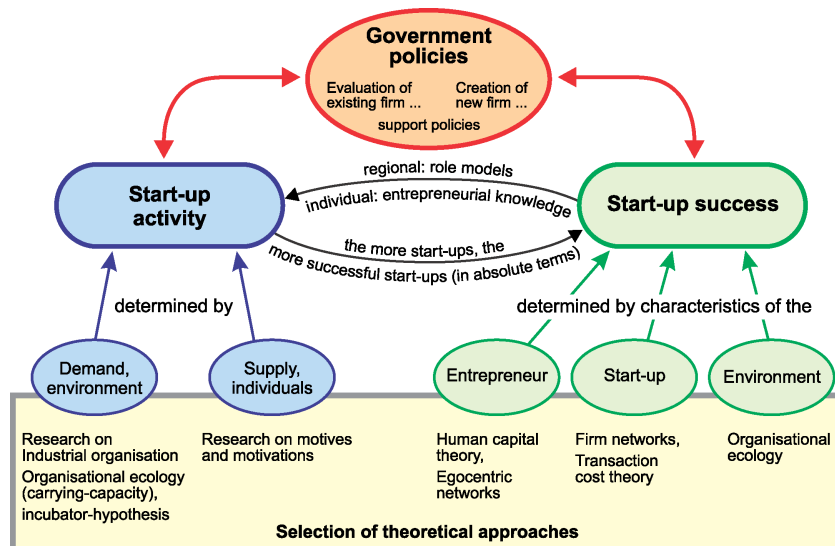 Government
policies
Evaluation of
existing firm ...
Creation of
new firm ...
support policies
Start-up
activity
regional: role models
individual: entrepreneurial knowledge
the more start-ups, the
more successful start-ups (in absolute terms)
Start-up success
determined by
determined by characteristics of the
Demand,
environment
Supply,
individuals
Entrepreneur
Start-up
Environment
Research on
Industrial organisation
Organisational ecology
(carrying-capacity),
incubator-hypothesis
Research on motives
and motivations
Human capital
theory,
Egocentric
networks
Firm networks,
Transaction
cost theory
Organisational
ecology
Selection of theoretical approaches